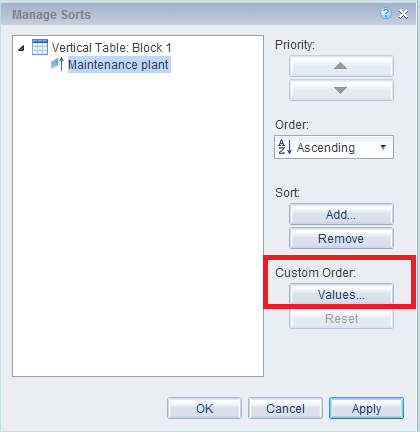 Manage Sorts
Vertical Table: Block 1
Maintenance plant
Priority:
Order:
Ascending
Sort:
Add...
Remove
Custom Order:
Values...
Reset
OK
Cancel
Apply